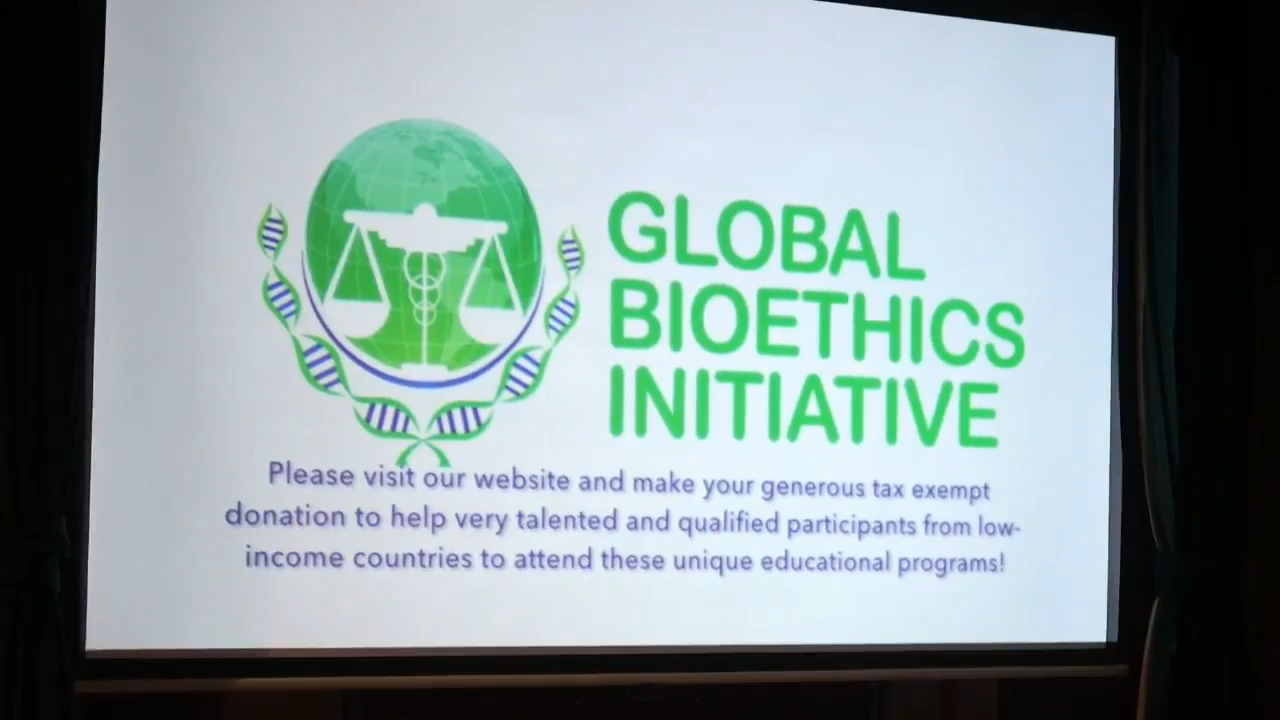 GLOBAL
BIOETHICS
INITIATIVE
Please visit our website and make your generous tax exempt
donation to help very talented and qualified participants from low-
income countries to attend these unique educational programs!